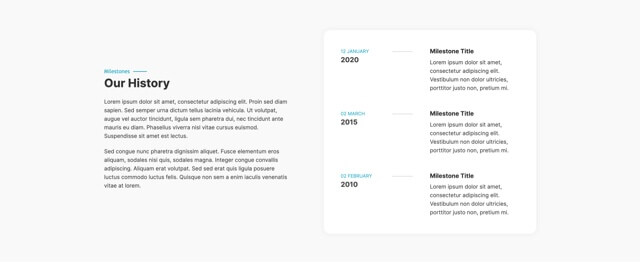 Milestones
Our History
Lorem ipsum dolor sit amet, consectetur adipiscing elit. Proin sed diam
sapien. Sed semper urna dictum tellus lacinia vehicula. Ut volutpat,
augue vel auctor tincidunt, ligula sem pharetra dui, nec tincidunt ante
mauris eu diam. Phasellus viverra nisi vitae cursus euismod.
Suspendisse sit amet est lectus.
Sed congue nunc pharetra dignissim aliquet. Fusce elementum eros
aliquam, sodales nisl quis, sodales magna. Integer congue convallis
adipiscing. Aliquam erat volutpat. Sed sed erat quis ligula posuere
luctus commodo luctus felis. Quisque non sem a enim iaculis venenatis
vitae at lorem.
12 JANUARY
2020
Milestone Title
Lorem ipsum dolor sit amet,
consectetur adipiscing elit.
Vestibulum non dolor ultricies,
porttitor justo non, pretium mi.
03 MARCH
2015
Milestone Title
Lorem ipsum dolor sit amet,
consectetur adipiscing elit.
Vestibulum non dolor ultricies,
porttitor justo non, pretium mi.
02 FEBRUARY
2010
Milestone Title
Lorem ipsum dolor sit amet,
consectetur adipiscing elit.
Vestibulum non dolor ultricies,
porttitor justo non, pretium mi.